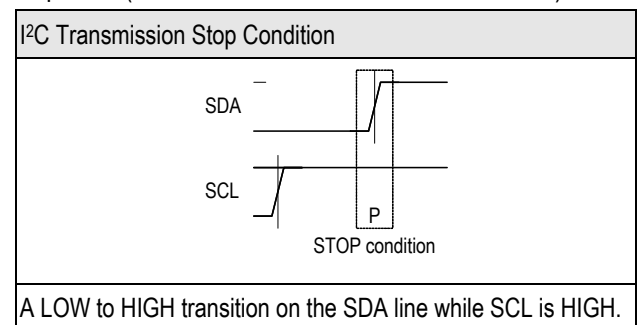 I²C Transmission Stop Condition
SDA
SCL
P
STOP condition
A LOW to HIGH transition on the SDA line while SCL is HIGH.